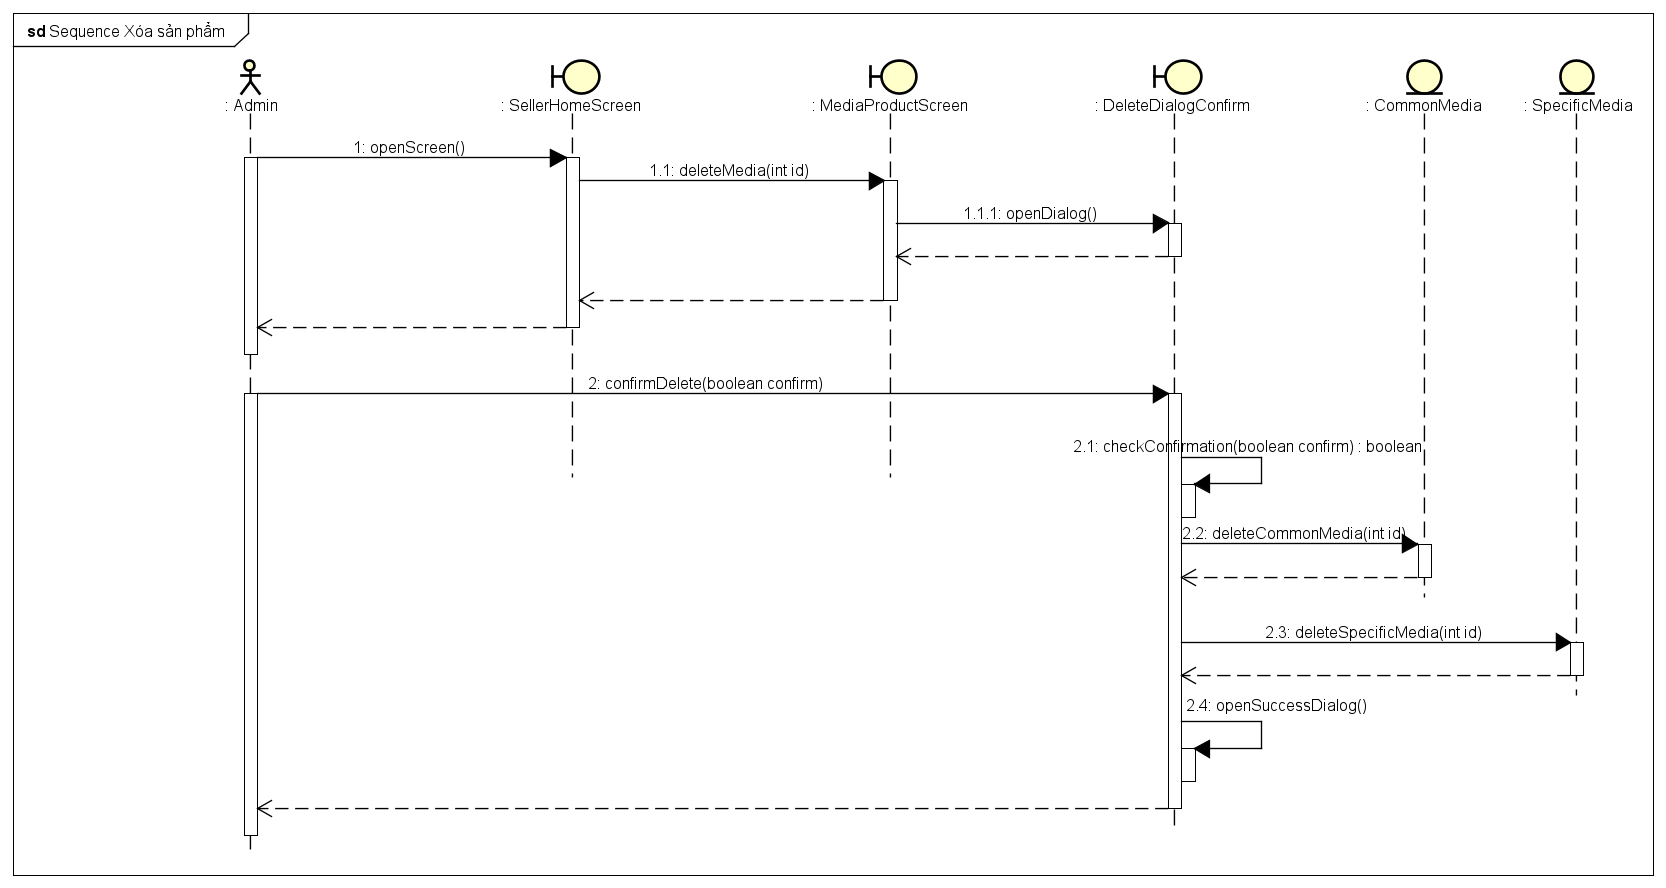 sd Sequence Xóa sản phẩm
: Admin
: SellerHomeScreen
: MediaProductScreen
: DeleteDialogConfirm
: CommonMedia
: SpecificMedia
1: openScreen()
1.1: deleteMedia(int id)
1.1.1: openDialog()
2: confirmDelete(boolean confirm)
2.1: checkConfirmation(boolean confirm) : boolean
2.2: deleteCommonMedia(int id)
2.3: deleteSpecificMedia(int id)
2.4: openSuccessDialog()